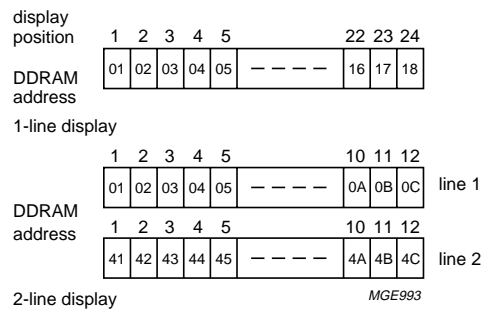 display
position 1 2 3 4 5 22 23 24
DDRAM
address
01 02 03 04 05 16 17 18
1-line display
1 2 3 4 5 10 11 12
01 02 03 04 05 0A 0B 0C line 1
DDRAM
address
1 2 3 4 5 10 11 12
41 42 43 44 45 4A 4B 4C line 2
2-line display MGE993